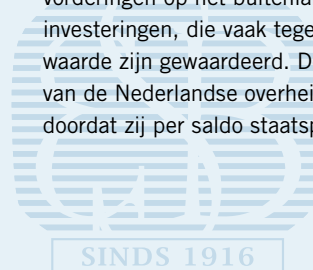 vorderingen op het buitenla
investeringen, die vaak tege
waarde zijn gewaardeerd. D
van de Nederlandse overhei
doordat zij per saldo staatsp
SINDS 1916